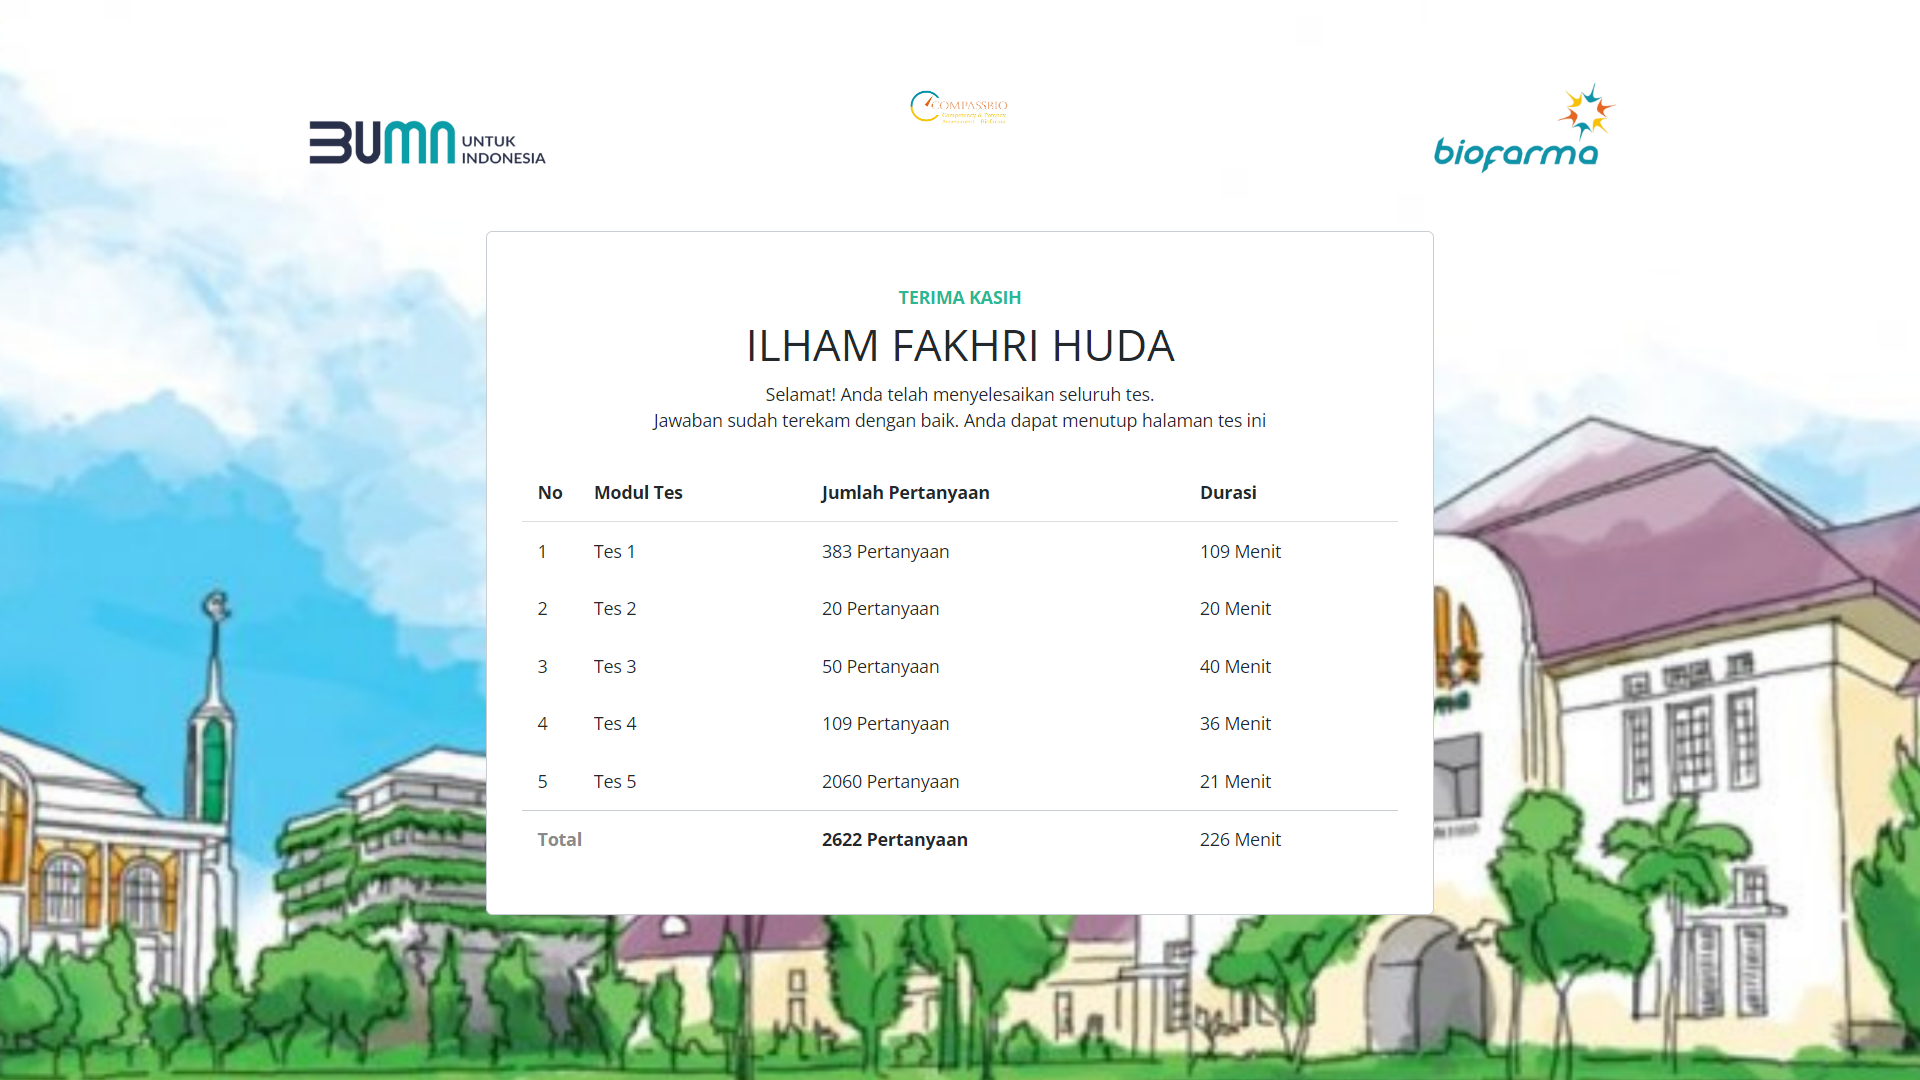 BUMN UNTUK INDONESIA
COMPASSBIO
biofarma
TERIMA KASIH
ILHAM FAKHRI HUDA
Selamat! Anda telah menyelesaikan seluruh tes.
Jawaban sudah terekam dengan baik. Anda dapat menutup halaman tes ini
No Modul Tes Jumlah Pertanyaan Durasi
1 Tes 1 383 Pertanyaan 109 Menit
2 Tes 2 20 Pertanyaan 20 Menit
3 Tes 3 50 Pertanyaan 40 Menit
4 Tes 4 109 Pertanyaan 36 Menit
5 Tes 5 2060 Pertanyaan 21 Menit
Total 2622 Pertanyaan 226 Menit